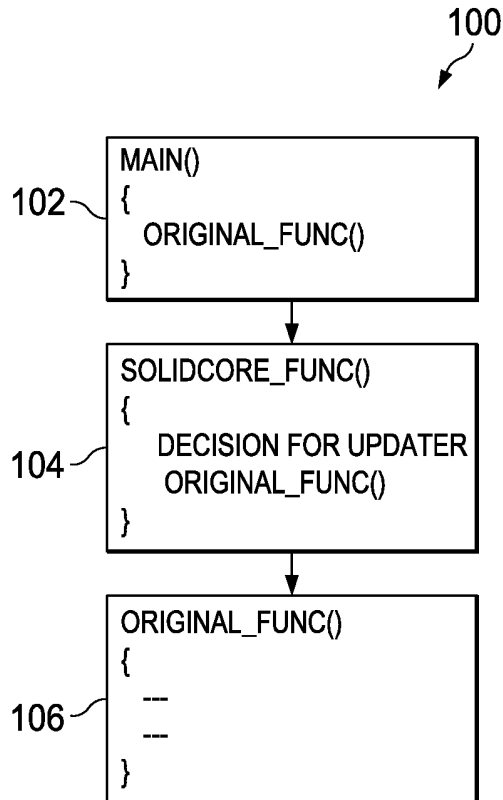 100
102
MAIN()
{
ORIGINAL_FUNC()
}
104
SOLIDCORE_FUNC()
{
DECISION FOR UPDATER
ORIGINAL_FUNC()
}
106
ORIGINAL_FUNC()
{
---
---
}